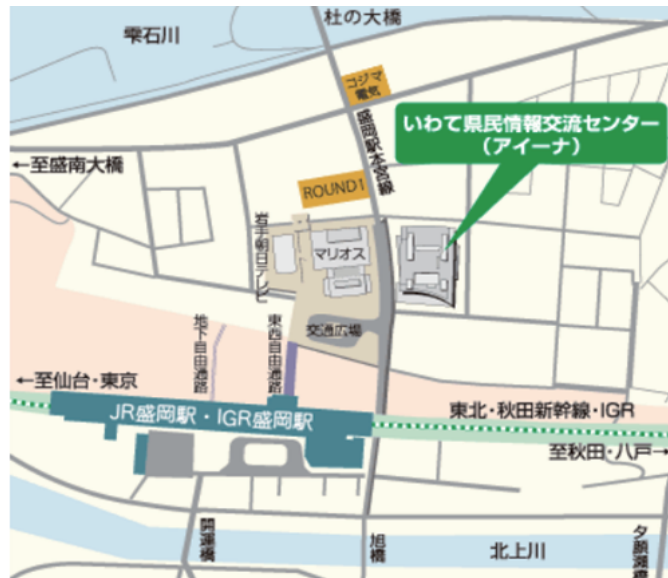 雫石川
杜の大橋
コジマ
電気
盛岡駅本宮線
いわて県民情報交流センター
（アイーナ）
←至盛南大橋
ROUND1
岩手朝日テレビ
マリオス
交通広場
地下自由通路
東西自由通路
←至仙台・東京
JR盛岡駅・IGR盛岡駅
東北・秋田新幹線・IGR
至秋田・八戸→
開運橋
旭橋
北上川
夕顔瀬橋